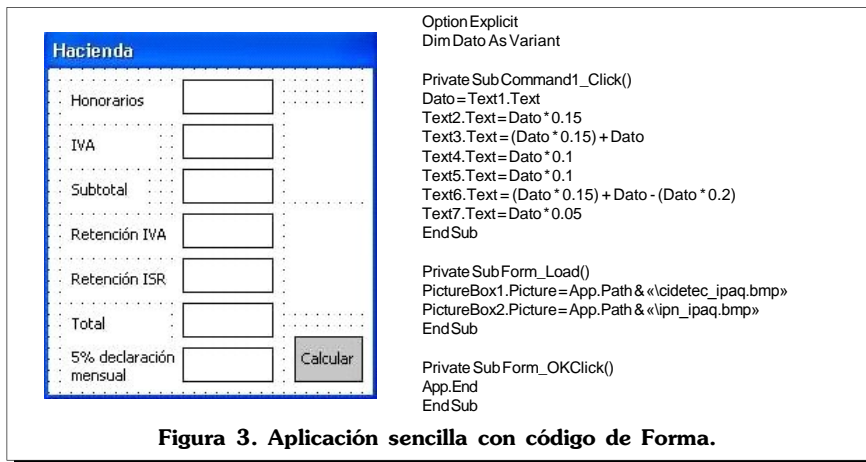 Hacienda
Honorarios
IVA
Subtotal
Retención IVA
Retención ISR
Total
5% declaración
mensual
Calcular
Option Explicit
Dim Dato As Variant
Private Sub Command1_Click()
Dato = Text1.Text
Text2.Text = Dato * 0.15
Text3.Text = (Dato * 0.15) + Dato
Text4.Text = Dato * 0.1
Text5.Text = Dato * 0.1
Text6.Text = (Dato * 0.15) + Dato - (Dato * 0.2)
Text7.Text = Dato * 0.05
End Sub
Private Sub Form_Load()
PictureBox1.Picture = App.Path & «\cidetec_ipaq.bmp»
PictureBox2.Picture = App.Path & «\ipn_ipaq.bmp»
End Sub
Private Sub Form_OKClick()
App.End
End Sub
Figura 3. Aplicación sencilla con código de Forma.